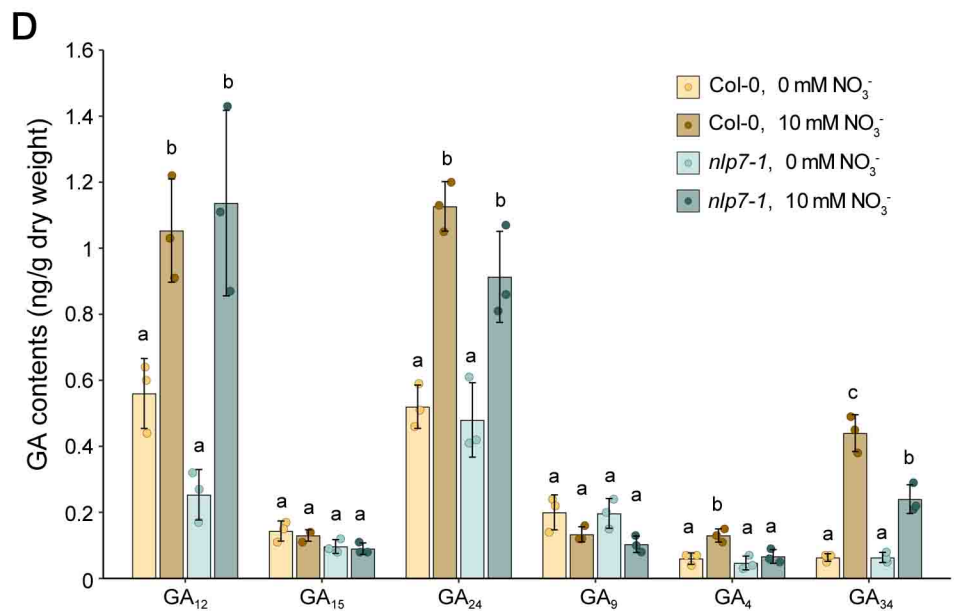 D
GA contents (ng/g dry weight)
1.6
1.4
1.2
1
0.8
0.6
0.4
0.2
0
Col-0, 0 mM NO₃⁻
Col-0, 10 mM NO₃⁻
nlp7-1, 0 mM NO₃⁻
nlp7-1, 10 mM NO₃⁻
a b a b
a a a a
a b a b
a a a a
a b a a
a c a b
GA₁₂ GA₁₅ GA₂₄ GA₉ GA₄ GA₃₄